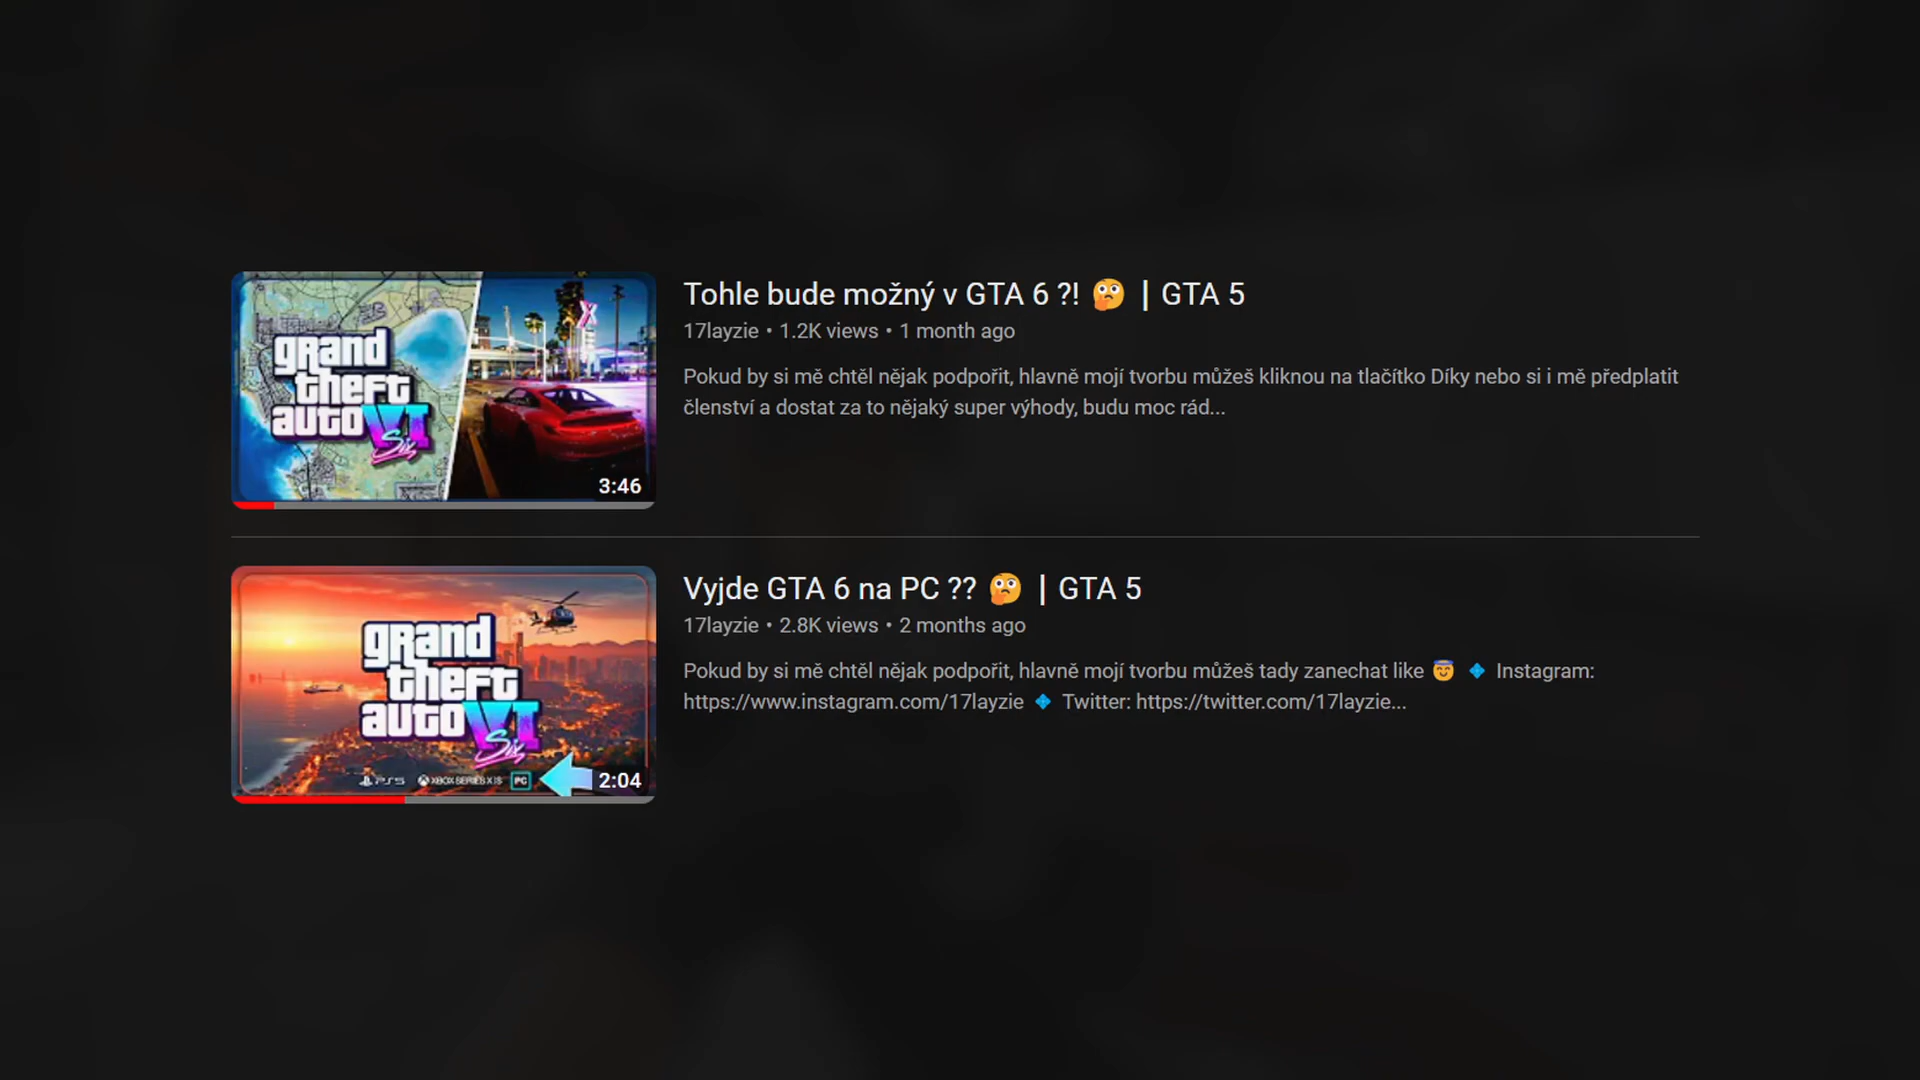 grand
theft
auto VI
Six
3:46
Tohle bude možný v GTA 6 ?! 🤔 | GTA 5
17layzie • 1.2K views • 1 month ago
Pokud by si mě chtěl nějak podpořit, hlavně mojí tvorbu můžeš kliknou na tlačítko Díky nebo si i mě předplatit
členství a dostat za to nějaký super výhody, budu moc rád...
grand
theft
auto VI
Six
PS5 XBOX SERIES X|S PC
2:04
Vyjde GTA 6 na PC ?? 🤔 | GTA 5
17layzie • 2.8K views • 2 months ago
Pokud by si mě chtěl nějak podpořit, hlavně mojí tvorbu můžeš tady zanechat like 😇 💠 Instagram:
https://www.instagram.com/17layzie 💠 Twitter: https://twitter.com/17layzie...